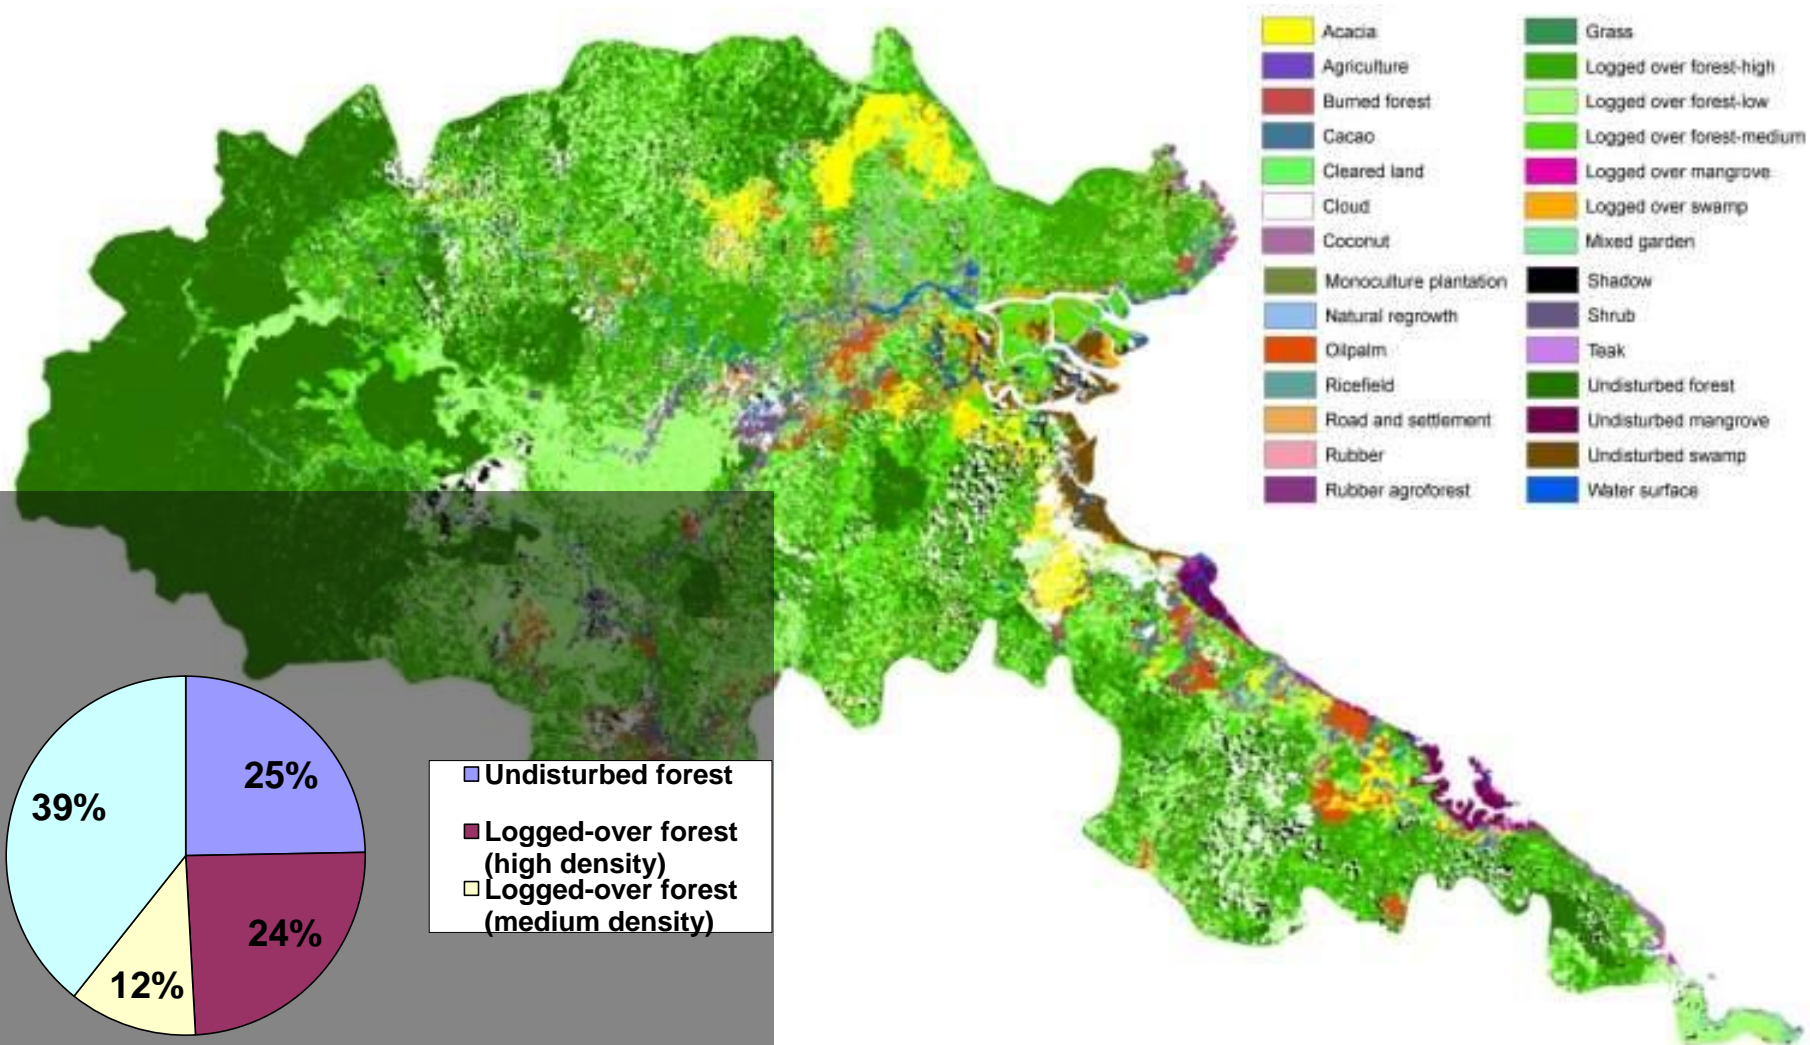 Acacia
Agriculture
Burned forest
Cacao
Cleared land
Cloud
Coconut
Monoculture plantation
Natural regrowth
Oilpalm
Ricefield
Road and settlement
Rubber
Rubber agroforest
Grass
Logged over forest-high
Logged over forest-low
Logged over forest-medium
Logged over mangrove
Logged over swamp
Mixed garden
Shadow
Shrub
Teak
Undisturbed forest
Undisturbed mangrove
Undisturbed swamp
Water surface
25%
39%
24%
12%
Undisturbed forest
Logged-over forest
(high density)
Logged-over forest
(medium density)